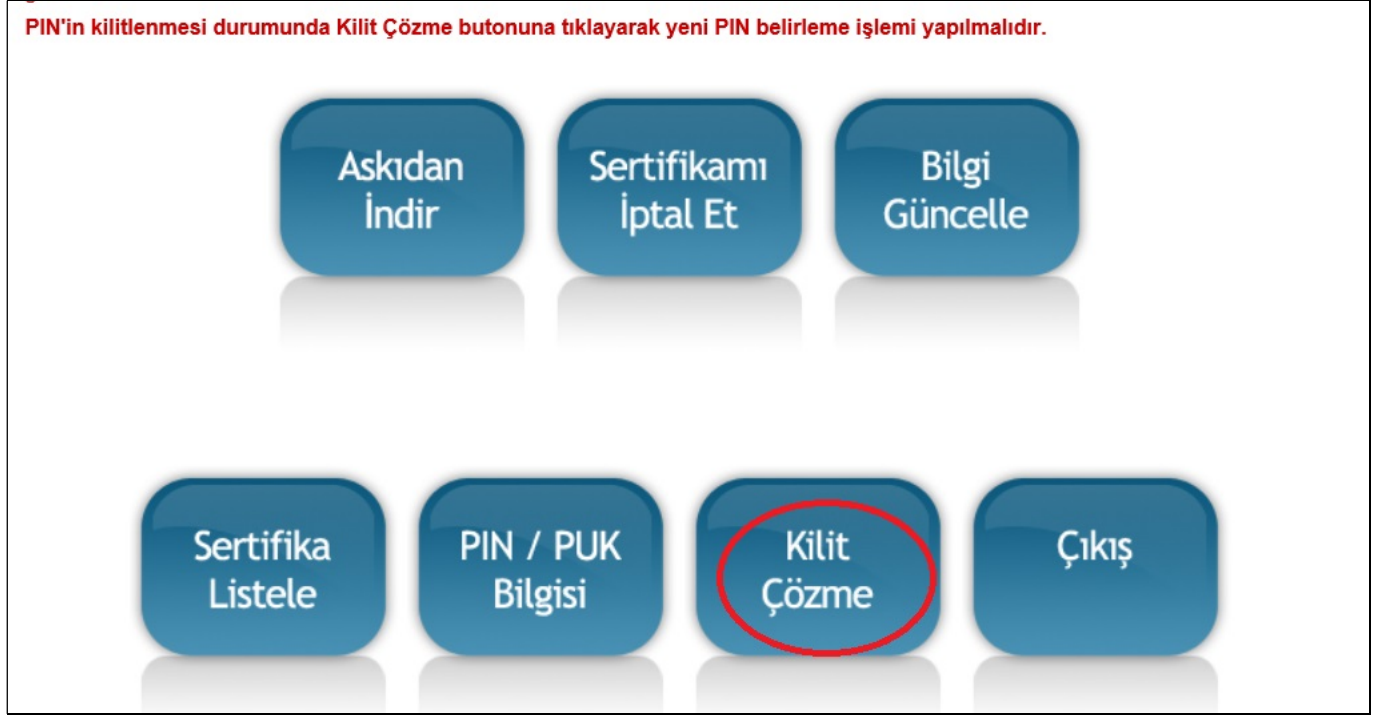 PIN'in kilitlenmesi durumunda Kilit Çözme butonuna tıklayarak yeni PIN belirleme işlemi yapılmalıdır.
Askıdan
İndir
Sertifikamı
İptal Et
Bilgi
Güncelle
Sertifika
Listele
PIN / PUK
Bilgisi
Kilit
Çözme
Çıkış